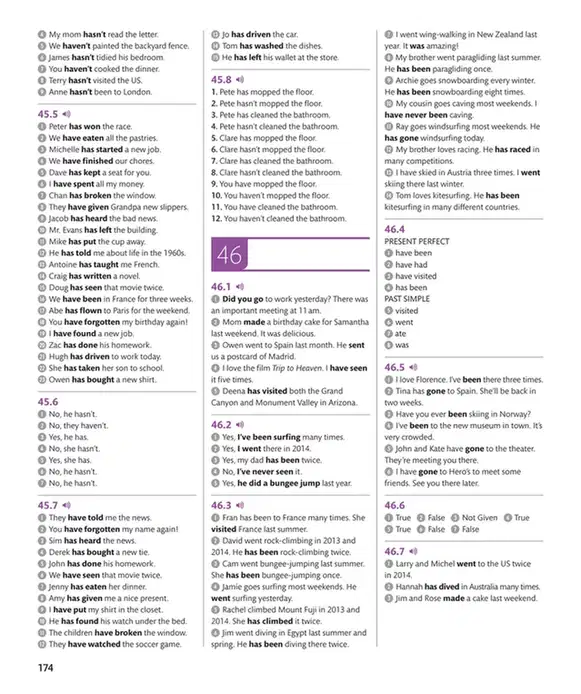 4 My mom hasn't read the letter.
5 We haven't painted the backyard fence.
6 James hasn't tidied his bedroom.
7 You haven't cooked the dinner.
8 Terry hasn't visited the US.
9 Anne hasn't been to London.
45.5
1 Peter has won the race.
2 We have eaten all the pastries.
3 Michelle has started a new job.
4 We have finished our chores.
5 Dave has kept a seat for you.
6 I have spent all my money.
7 Chan has broken the window.
8 They have given Grandpa new slippers.
9 Jacob has heard the bad news.
10 Mr. Evans has left the building.
11 Mike has put the cup away.
12 He has told me about life in the 1960s.
13 Antoine has taught me French.
14 Craig has written a novel.
15 Doug has seen that movie twice.
16 We have been in France for three weeks.
17 Abe has flown to Paris for the weekend.
18 You have forgotten my birthday again!
19 I have found a new job.
20 Zac has done his homework.
21 Hugh has driven to work today.
22 She has taken her son to school.
23 Owen has bought a new shirt.
45.6
1 No, he hasn't.
2 No, they haven't.
3 Yes, he has.
4 No, she hasn't.
5 Yes, she has.
6 No, he hasn't.
7 No, he hasn't.
45.7
1 They have told me the news.
2 You have forgotten my name again!
3 Sim has heard the news.
4 Derek has bought a new tie.
5 John has done his homework.
6 We have seen that movie twice.
7 Jenny has eaten her dinner.
8 Amy has given me a nice present.
9 I have put my shirt in the closet.
10 He has found his watch under the bed.
11 The children have broken the window.
12 They have watched the soccer game.
13 Jo has driven the car.
14 Tom has washed the dishes.
15 He has left his wallet at the store.
45.8
1. Pete has mopped the floor.
2. Pete hasn't mopped the floor.
3. Pete has cleaned the bathroom.
4. Pete hasn't cleaned the bathroom.
5. Clare has mopped the floor.
6. Clare hasn't mopped the floor.
7. Clare has cleaned the bathroom.
8. Clare hasn't cleaned the bathroom.
9. You have mopped the floor.
10. You haven't mopped the floor.
11. You have cleaned the bathroom.
12. You haven't cleaned the bathroom.
46
46.1
1 Did you go to work yesterday? There was
an important meeting at 11am.
2 Mom made a birthday cake for Samantha
last weekend. It was delicious.
3 Owen went to Spain last month. He sent
us a postcard of Madrid.
4 I love the film Trip to Heaven. I have seen
it five times.
5 Deena has visited both the Grand
Canyon and Monument Valley in Arizona.
46.2
1 Yes, I've been surfing many times.
2 Yes, I went there in 2014.
3 Yes, my dad has been twice.
4 No, I've never seen it.
5 Yes, he did a bungee jump last year.
46.3
1 Fran has been to France many times. She
visited France last summer.
2 David went rock-climbing in 2013 and
2014. He has been rock-climbing twice.
3 Cam went bungee-jumping last summer.
She has been bungee-jumping once.
4 Jamie goes surfing most weekends. He
went surfing yesterday.
5 Rachel climbed Mount Fuji in 2013 and
2014. She has climbed it twice.
6 Jim went diving in Egypt last summer and
spring. He has been diving there twice.
7 I went wing-walking in New Zealand last
year. It was amazing!
8 My brother went paragliding last summer.
He has been paragliding once.
9 Archie goes snowboarding every winter.
He has been snowboarding eight times.
10 My cousin goes caving most weekends. I
have never been caving.
11 Ray goes windsurfing most weekends. He
has gone windsurfing today.
12 My brother loves racing. He has raced in
many competitions.
13 I have skied in Austria three times. I went
skiing there last winter.
14 Tom loves kitesurfing. He has been
kitesurfing in many different countries.
46.4
PRESENT PERFECT
1 have been
2 have had
3 have visited
4 has been
PAST SIMPLE
5 visited
6 went
7 ate
8 was
46.5
1 I love Florence. I've been there three times.
2 Tina has gone to Spain. She'll be back in
two weeks.
3 Have you ever been skiing in Norway?
4 I've been to the new museum in town. It's
very crowded.
5 John and Kate have gone to the theater.
They're meeting you there.
6 I have gone to Hero's to meet some
friends. See you there later.
46.6
1 True 2 False 3 Not Given 4 True
5 True 6 False 7 False
46.7
1 Larry and Michel went to the US twice
in 2014.
2 Hannah has dived in Australia many times.
3 Jim and Rose made a cake last weekend.
174